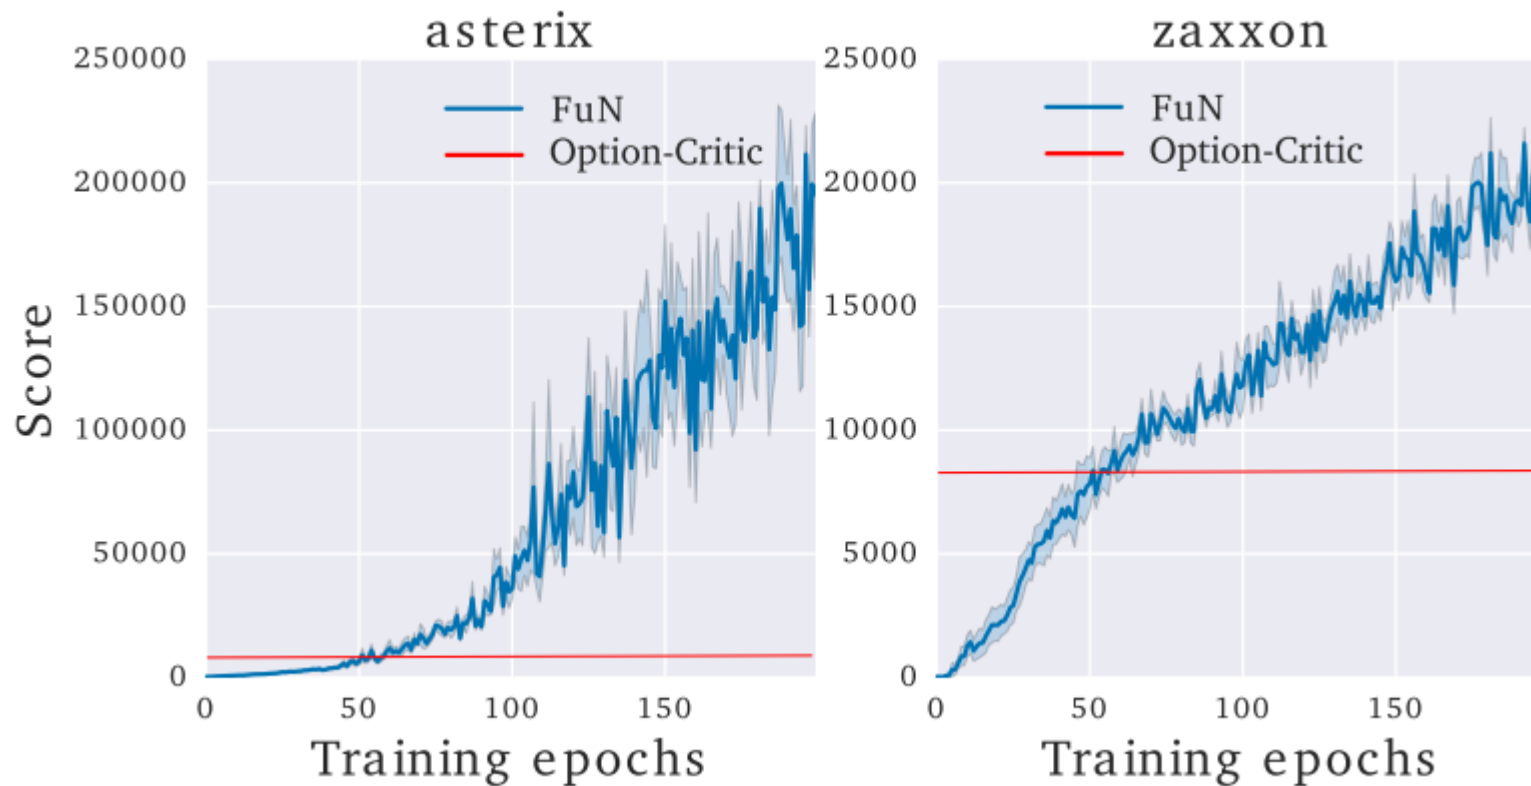 asterix
250000
200000
150000
100000
50000
0
Score
FuN
Option-Critic
0 50 100 150
Training epochs
zaxxon
25000
20000
15000
10000
5000
0
FuN
Option-Critic
0 50 100 150
Training epochs